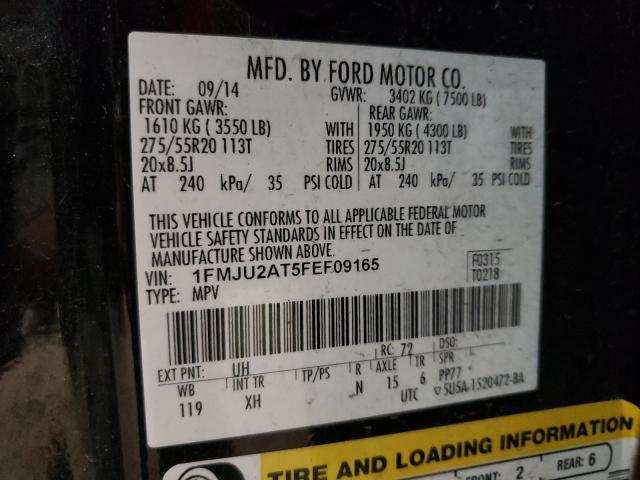 MFD. BY FORD MOTOR CO.
DATE: 09/14 GVWR: 3402 KG ( 7500 LB)
FRONT GAWR: REAR GAWR:
1610 KG ( 3550 LB) WITH 1950 KG ( 4300 LB) WITH
275/55R20 113T TIRES 275/55R20 113T TIRES
20x8.5J RIMS 20x8.5J RIMS
AT 240 kPa/ 35 PSI COLD AT 240 kPa/ 35 PSI COLD
THIS VEHICLE CONFORMS TO ALL APPLICABLE FEDERAL MOTOR
VEHICLE SAFETY STANDARDS IN EFFECT ON THE DATE OF
MANUFACTURE SHOWN ABOVE.
VIN: 1FMJU2AT5FEF09165 F0315
TYPE: MPV T0218
EXT PNT: UH RC: 72 DSO:
WB INT TR TP/PS R AXLE TR SPR
119 XH N 15 6 PP77
UTC ▽5U5A-1520472-BA
TIRE AND LOADING INFORMATION
FRONT: 2 REAR: 6